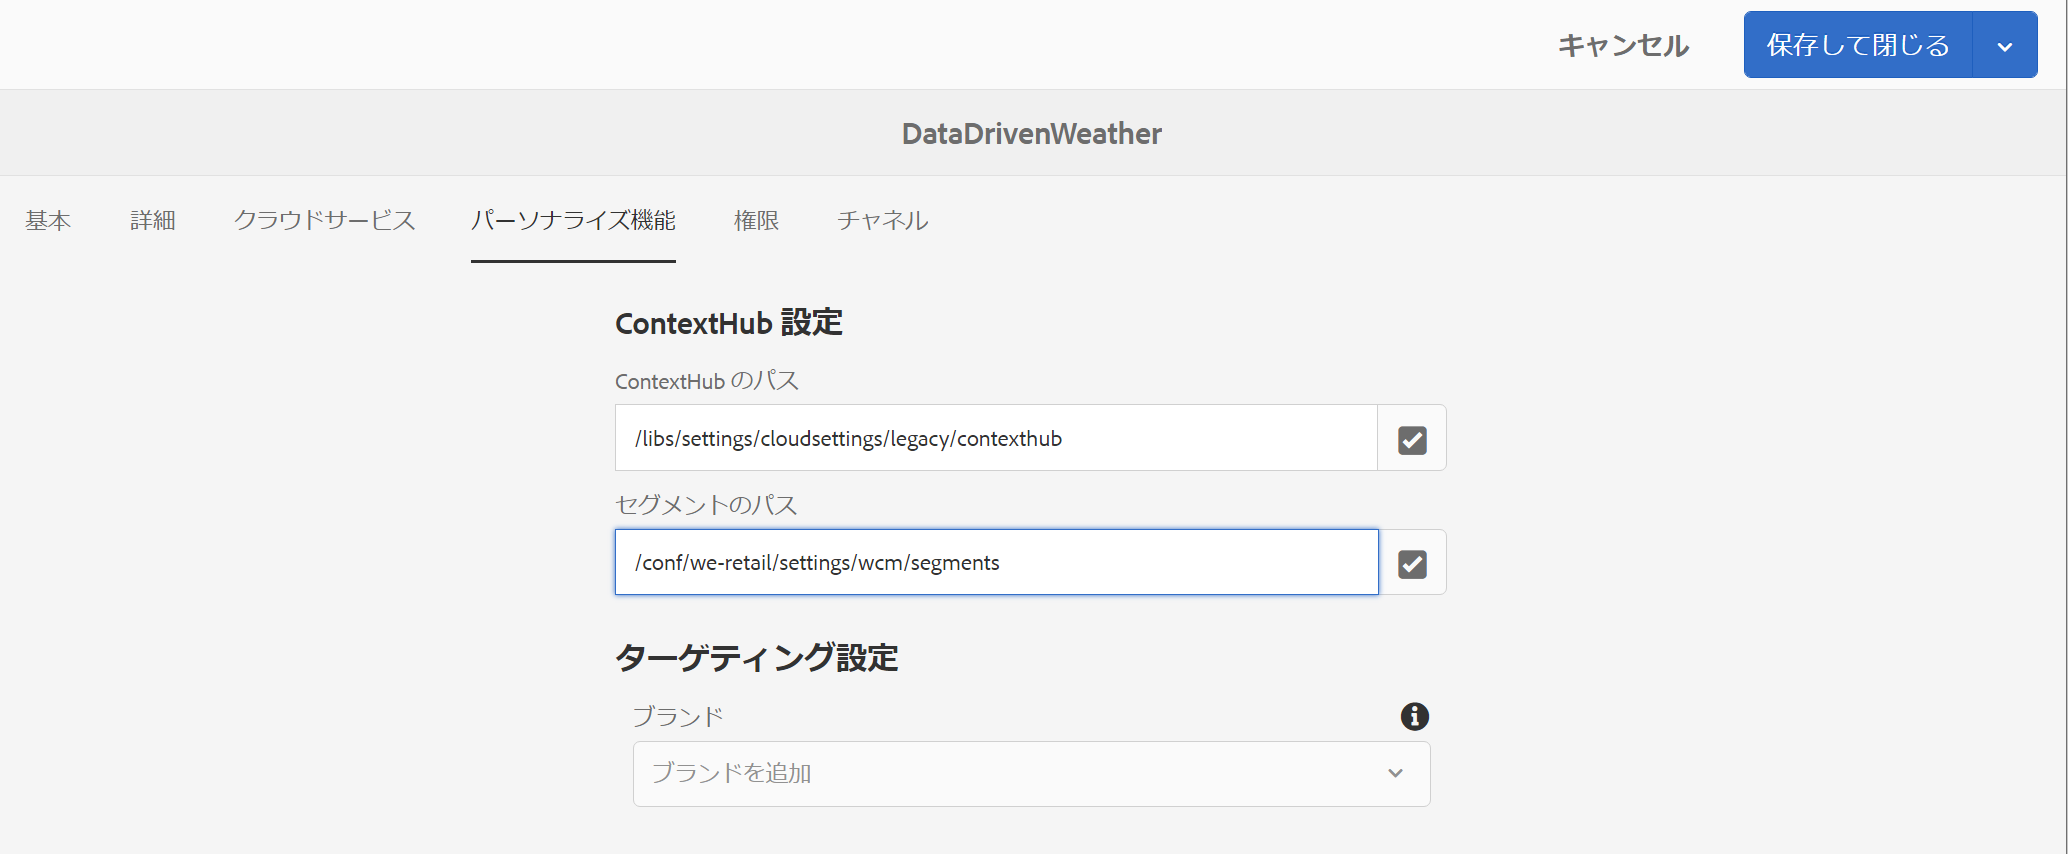 キャンセル 保存して閉じる
DataDrivenWeather
基本 詳細 クラウドサービス パーソナライズ機能 権限 チャネル
ContextHub 設定
ContextHub のパス
/libs/settings/cloudsettings/legacy/contexthub
セグメントのパス
/conf/we-retail/settings/wcm/segments
ターゲティング設定
ブランド
ブランドを追加